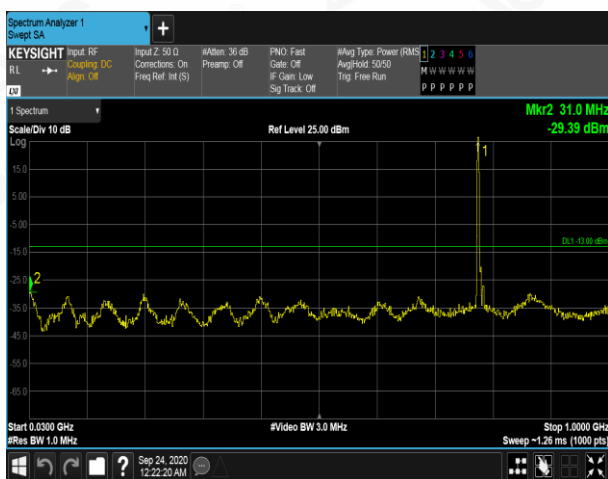 Spectrum Analyzer 1
Swept SA
+
KEYSIGHT
RL
Input: RF
Coupling: DC
Align: Off
Input Z: 50 Ω
Corrections: On
Freq Ref: Int (S)
#Atten: 36 dB
Preamp: Off
PNO: Fast
Gate: Off
IF Gain: Low
Sig Track: Off
#Avg Type: Power (RMS
Avg|Hold: 50/50
Trig: Free Run
1 2 3 4 5 6
M W W W W W
P P P P P P
LXI
1 Spectrum
Mkr2 31.0 MHz
-29.39 dBm
Scale/Div 10 dB
Ref Level 25.00 dBm
Log
15.0
5.00
-5.00
-15.0
-25.0
-35.0
-45.0
-55.0
-65.0
1
DL1 -13.00 dBm
2
Start 0.0300 GHz
#Video BW 3.0 MHz
Stop 1.0000 GHz
#Res BW 1.0 MHz
Sweep ~1.26 ms (1000 pts)
?
Sep 24, 2020
12:22:20 AM